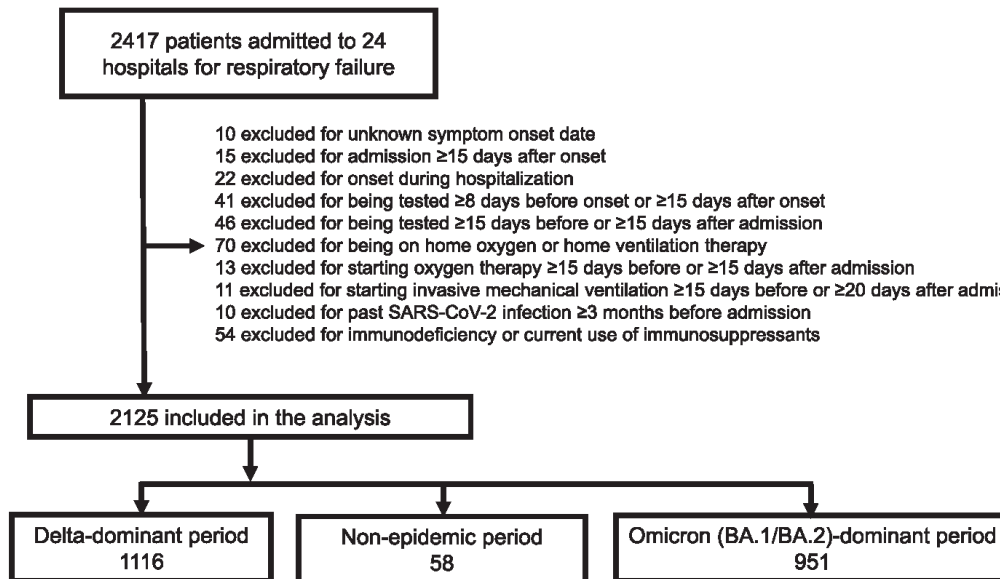 2417 patients admitted to 24
hospitals for respiratory failure
10 excluded for unknown symptom onset date
15 excluded for admission ≥15 days after onset
22 excluded for onset during hospitalization
41 excluded for being tested ≥8 days before onset or ≥15 days after onset
46 excluded for being tested ≥15 days before or ≥15 days after admission
70 excluded for being on home oxygen or home ventilation therapy
13 excluded for starting oxygen therapy ≥15 days before or ≥15 days after admission
11 excluded for starting invasive mechanical ventilation ≥15 days before or ≥20 days after
10 excluded for past SARS-CoV-2 infection ≥3 months before admission
54 excluded for immunodeficiency or current use of immunosuppressants
2125 included in the analysis
Delta-dominant period
1116
Non-epidemic period
58
Omicron (BA.1/BA.2)-dominant period
951